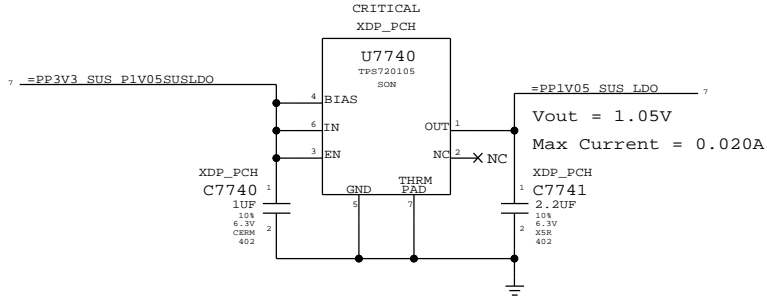 CRITICAL
XDP_PCH
U7740
TPS720105
SON
7 =PP3V3_SUS_P1V05SUSLDO
=PP1V05_SUS_LDO 7
4 BIAS
Vout = 1.05V
6 IN
OUT 1
Max Current = 0.020A
3 EN
NC 2 NC
XDP_PCH
C7740 1
1UF
10%
6.3V
2 CERM
402
GND
5
THRM
PAD
7
XDP_PCH
1 C7741
2.2UF
10%
6.3V
2 X5R
402